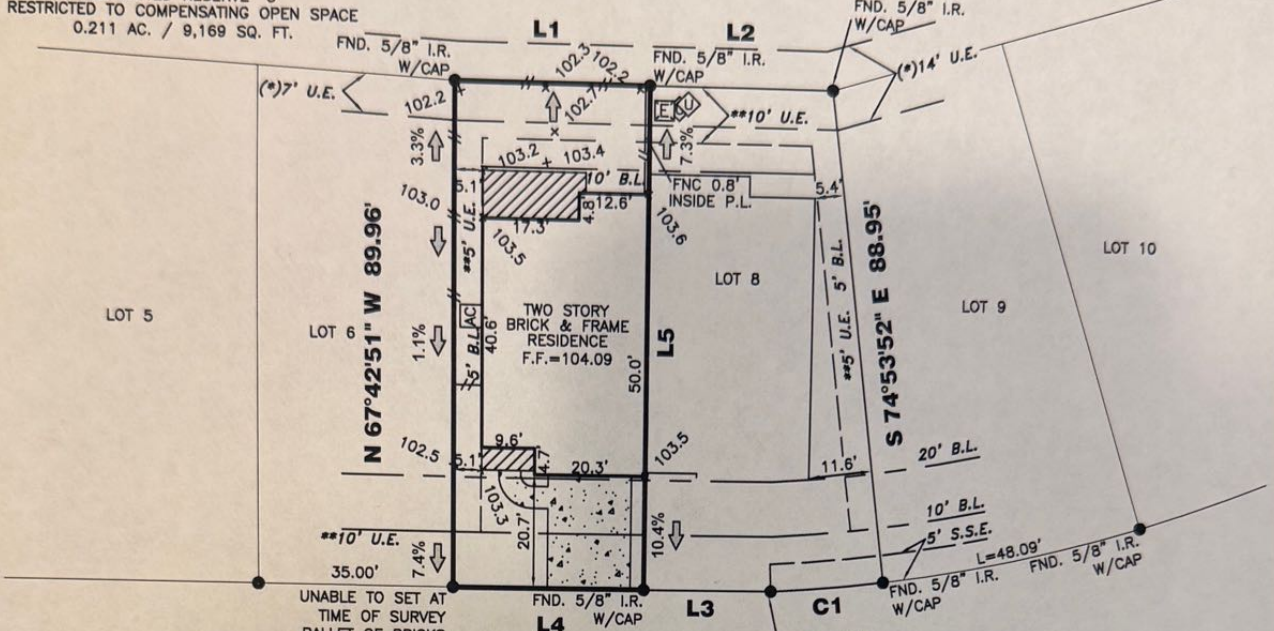 RESTRICTED TO COMPENSATING OPEN SPACE
0.211 AC. / 9,169 SQ. FT.
FND. 5/8" I.R.
W/CAP
L1
102.3
102.2
FND. 5/8" I.R.
W/CAP
L2
FND. 5/8" I.R.
W/CAP
(*)14' U.E.
(*)7' U.E.
102.2
102.7
E
U
**10' U.E.
3.3%
7.3%
103.2
103.4
10' B.L.
FNC 0.8'
INSIDE P.L.
5.4'
5.1'
103.0
17.3'
4.8'
12.6'
103.5
103.6
**5' U.E.
N 67°42'51" W 89.96'
LOT 5
LOT 6
1.1%
AC
5' B.L.
40.6'
TWO STORY
BRICK & FRAME
RESIDENCE
F.F.=104.09
50.0'
L5
LOT 8
**5' U.E. 5' B.L.
S 74°53'52" E 88.95'
LOT 9
LOT 10
102.5
5.1'
9.6'
4.7'
20.3'
103.5
11.6'
20' B.L.
103.3
20.7'
10' B.L.
5' S.S.E.
**10' U.E.
7.4%
10.4%
35.00'
L=48.09'
FND. 5/8" I.R.
W/CAP
UNABLE TO SET AT
TIME OF SURVEY
PALLET OF BRICKS
FND. 5/8" I.R.
W/CAP
L4
L3
C1
FND. 5/8" I.R.
W/CAP